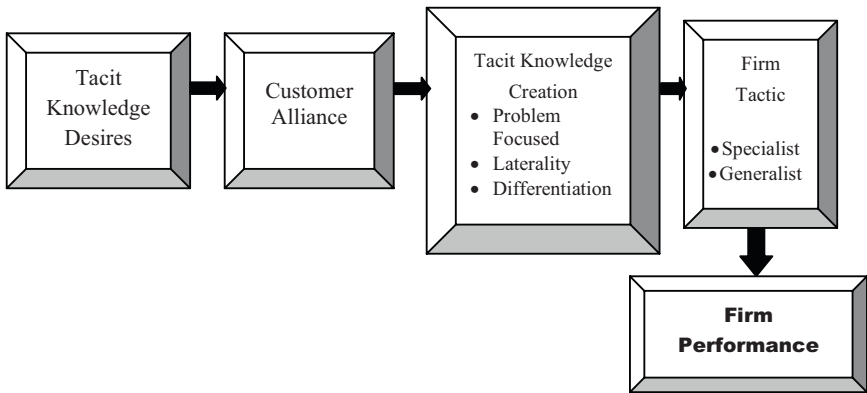 Tacit
Knowledge
Desires
Customer
Alliance
Tacit Knowledge
Creation
• Problem
Focused
• Laterality
• Differentiation
Firm
Tactic
• Specialist
• Generalist
Firm
Performance